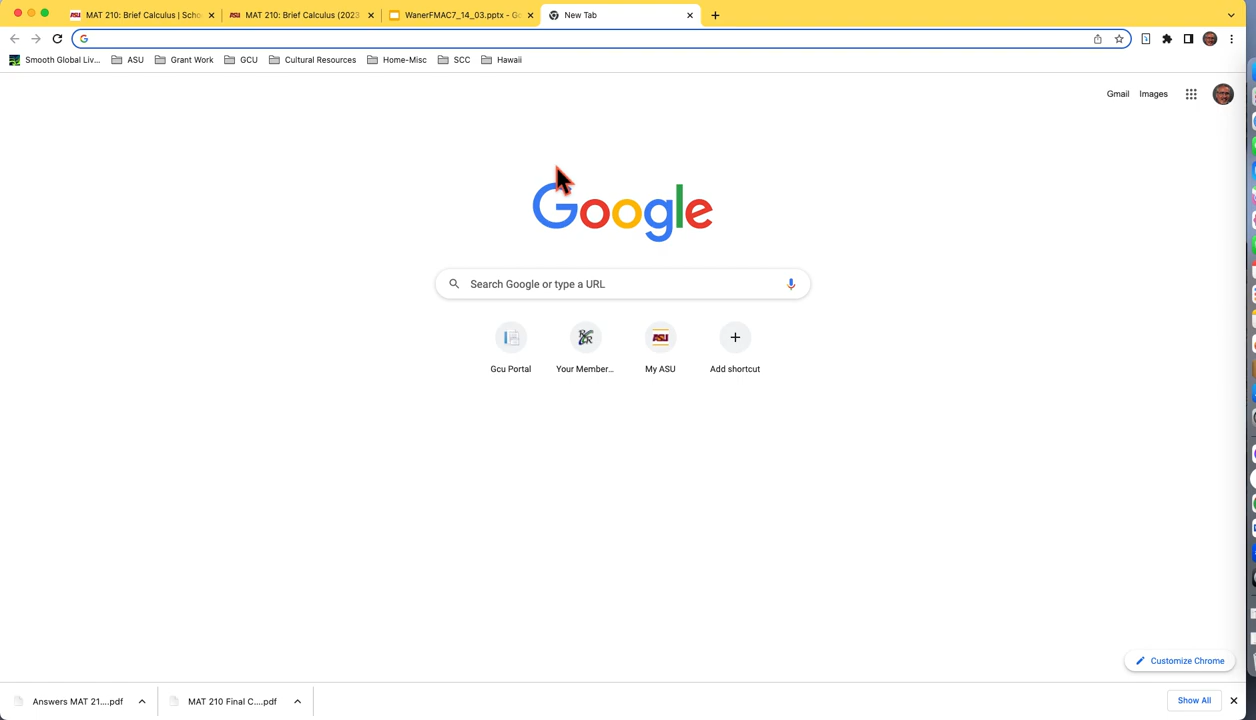 MAT 210: Brief Calculus | Scho
MAT 210: Brief Calculus (2023
WanerFMAC7_14_03.pptx - Go
New Tab
Smooth Global Liv...
ASU
Grant Work
GCU
Cultural Resources
Home-Misc
SCC
Hawaii
Gmail
Images
Google
Search Google or type a URL
Gcu Portal
Your Member...
My ASU
Add shortcut
Customize Chrome
Answers MAT 21....pdf
MAT 210 Final C....pdf
Show All